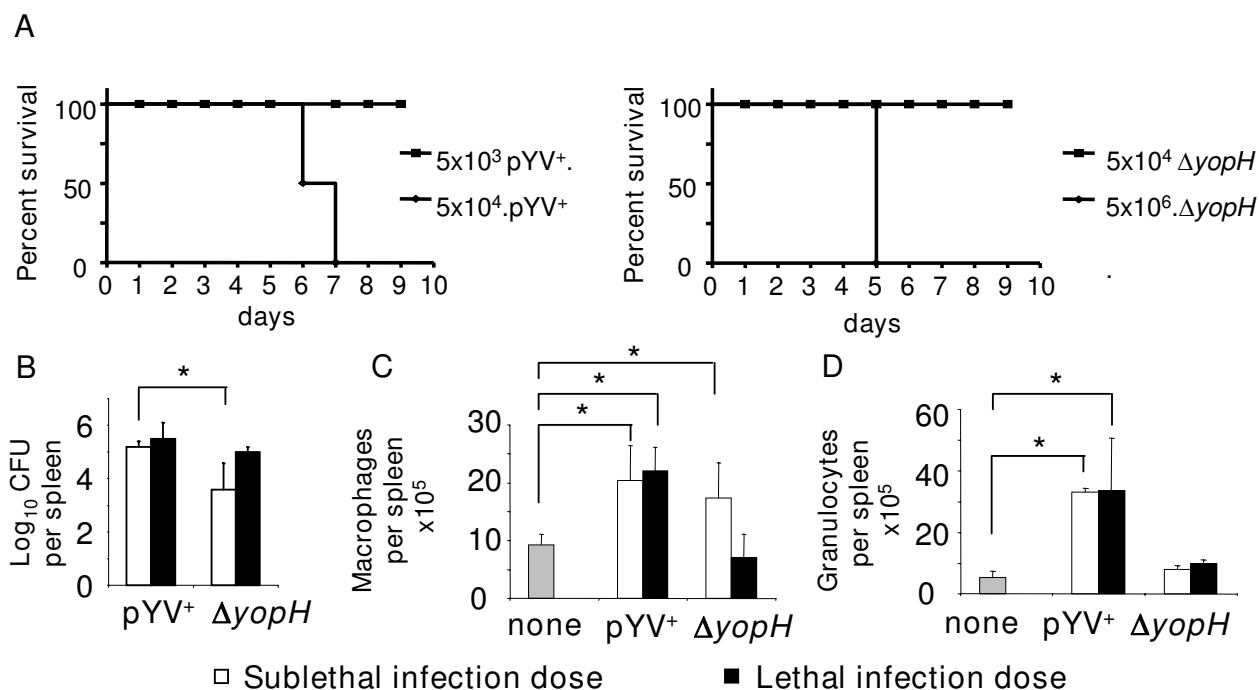 A
Percent survival
100
50
0
0 1 2 3 4 5 6 7 8 9 10
days
5x10³ pYV⁺.
5x10⁴.pYV⁺
Percent survival
100
50
0
0 1 2 3 4 5 6 7 8 9 10
days
5x10⁴ ΔyopH
5x10⁶.ΔyopH
.
B
*
Log₁₀ CFU
per spleen
6
4
2
0
pYV⁺ ΔyopH
C
*
*
*
Macrophages
per spleen
x10⁵
30
20
10
0
none pYV⁺ ΔyopH
D
*
*
Granulocytes
per spleen
x10⁵
60
40
20
0
none pYV⁺ ΔyopH
Sublethal infection dose
Lethal infection dose